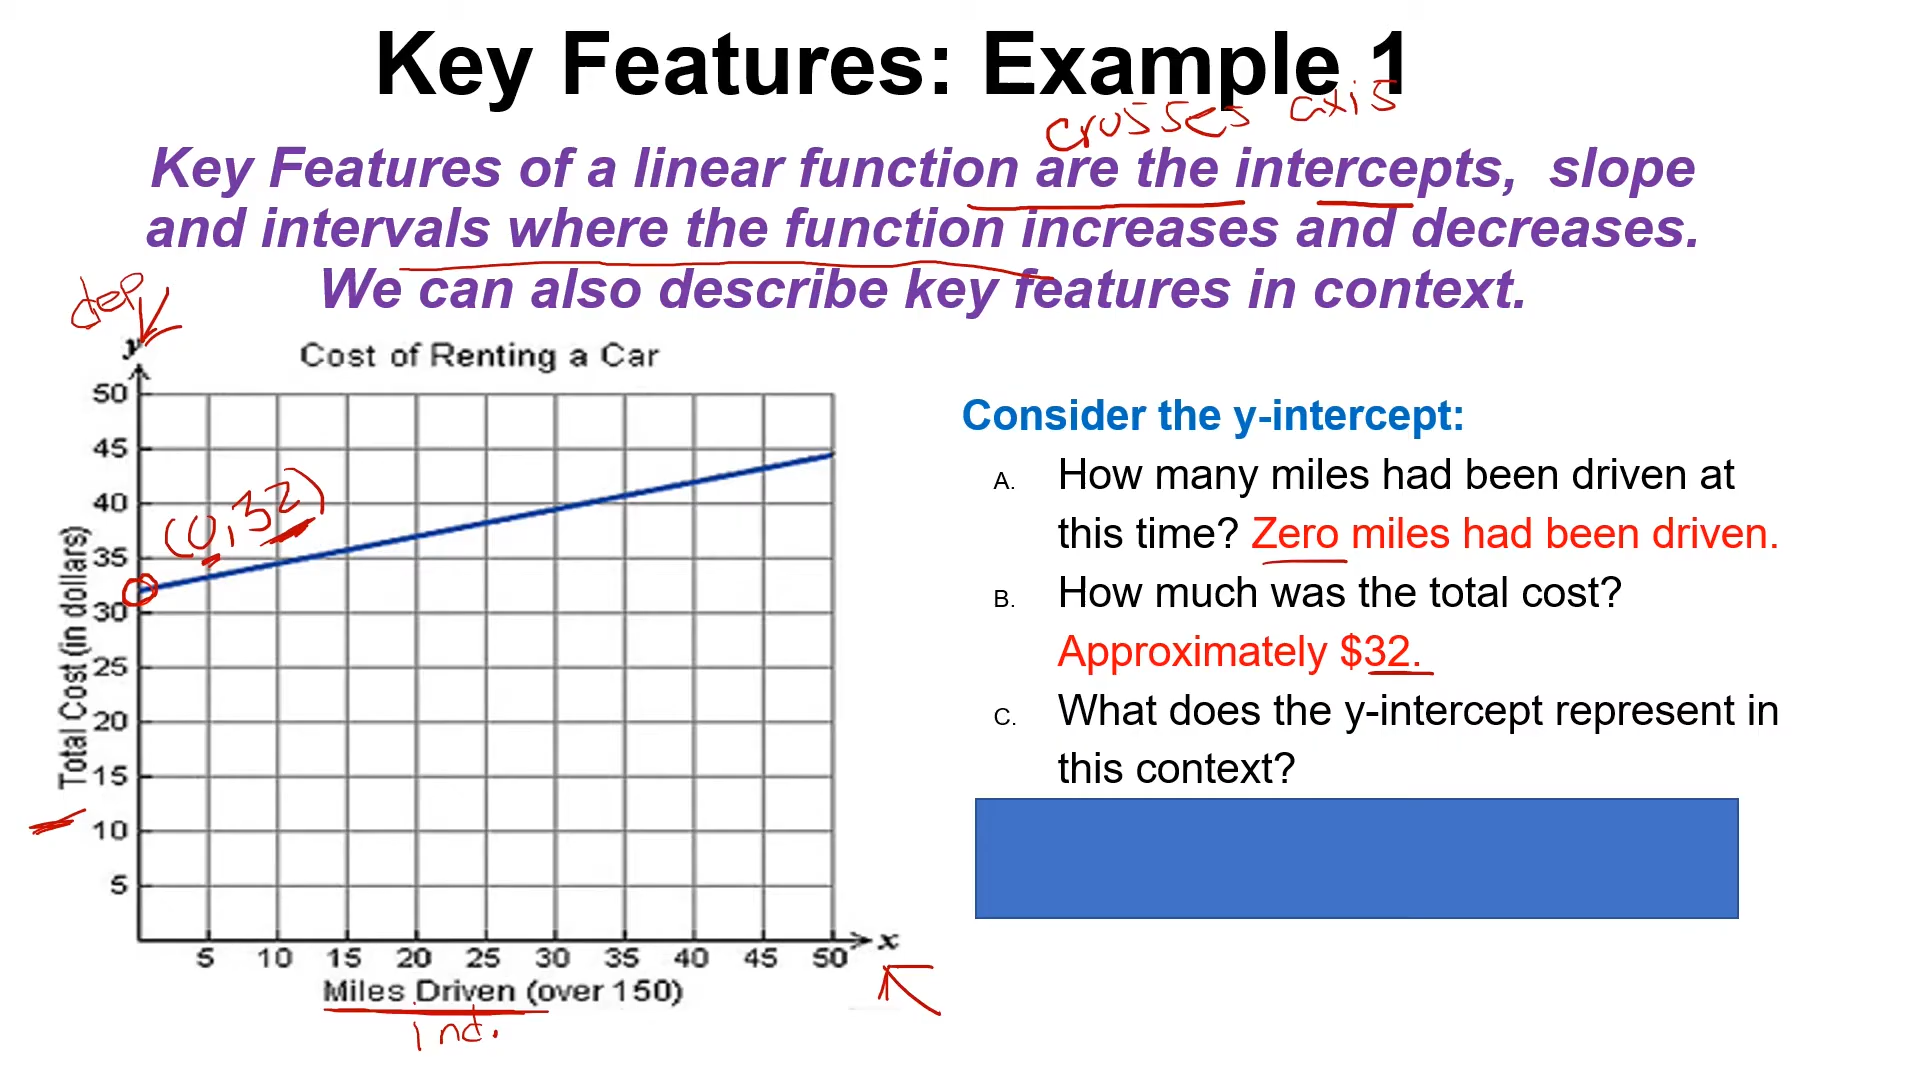 Key Features: Example 1
crosses axis
Key Features of a linear function are the intercepts, slope
and intervals where the function increases and decreases.
We can also describe key features in context.
dep
y
Cost of Renting a Car
50
45
40
35
30
25
20
15
10
5
Total Cost (in dollars)
(0,32)
5 10 15 20 25 30 35 40 45 50
x
Miles Driven (over 150)
ind.
Consider the y-intercept:
A. How many miles had been driven at
this time? Zero miles had been driven.
B. How much was the total cost?
Approximately $32.
C. What does the y-intercept represent in
this context?